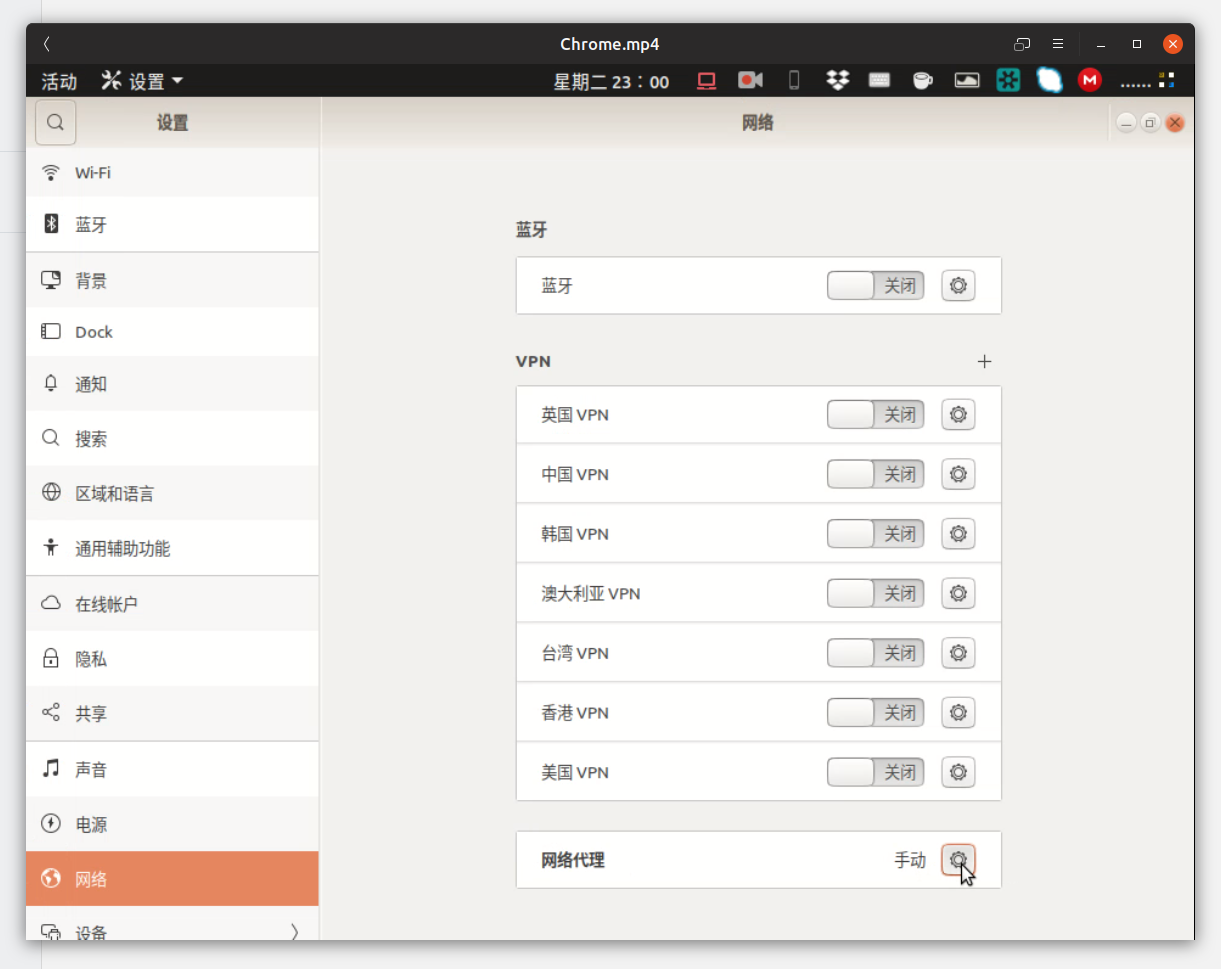 Chrome.mp4
活动 设置 星期二 23：00 M ......
设置 网络
Wi-Fi
蓝牙
背景
Dock
通知
搜索
区域和语言
通用辅助功能
在线帐户
隐私
共享
声音
电源
网络
设备
蓝牙
蓝牙 关闭
VPN
英国 VPN 关闭
中国 VPN 关闭
韩国 VPN 关闭
澳大利亚 VPN 关闭
台湾 VPN 关闭
香港 VPN 关闭
美国 VPN 关闭
网络代理 手动